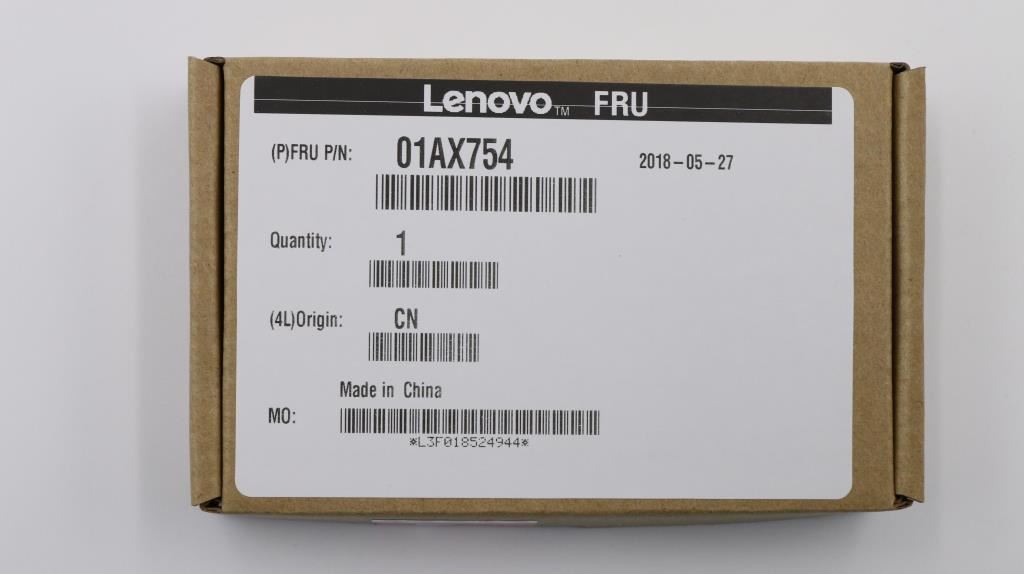 Lenovo™ FRU
(P)FRU P/N: 01AX754 2018-05-27
Quantity: 1
(4L)Origin: CN
Made in China
MO:
*L3F018524944*